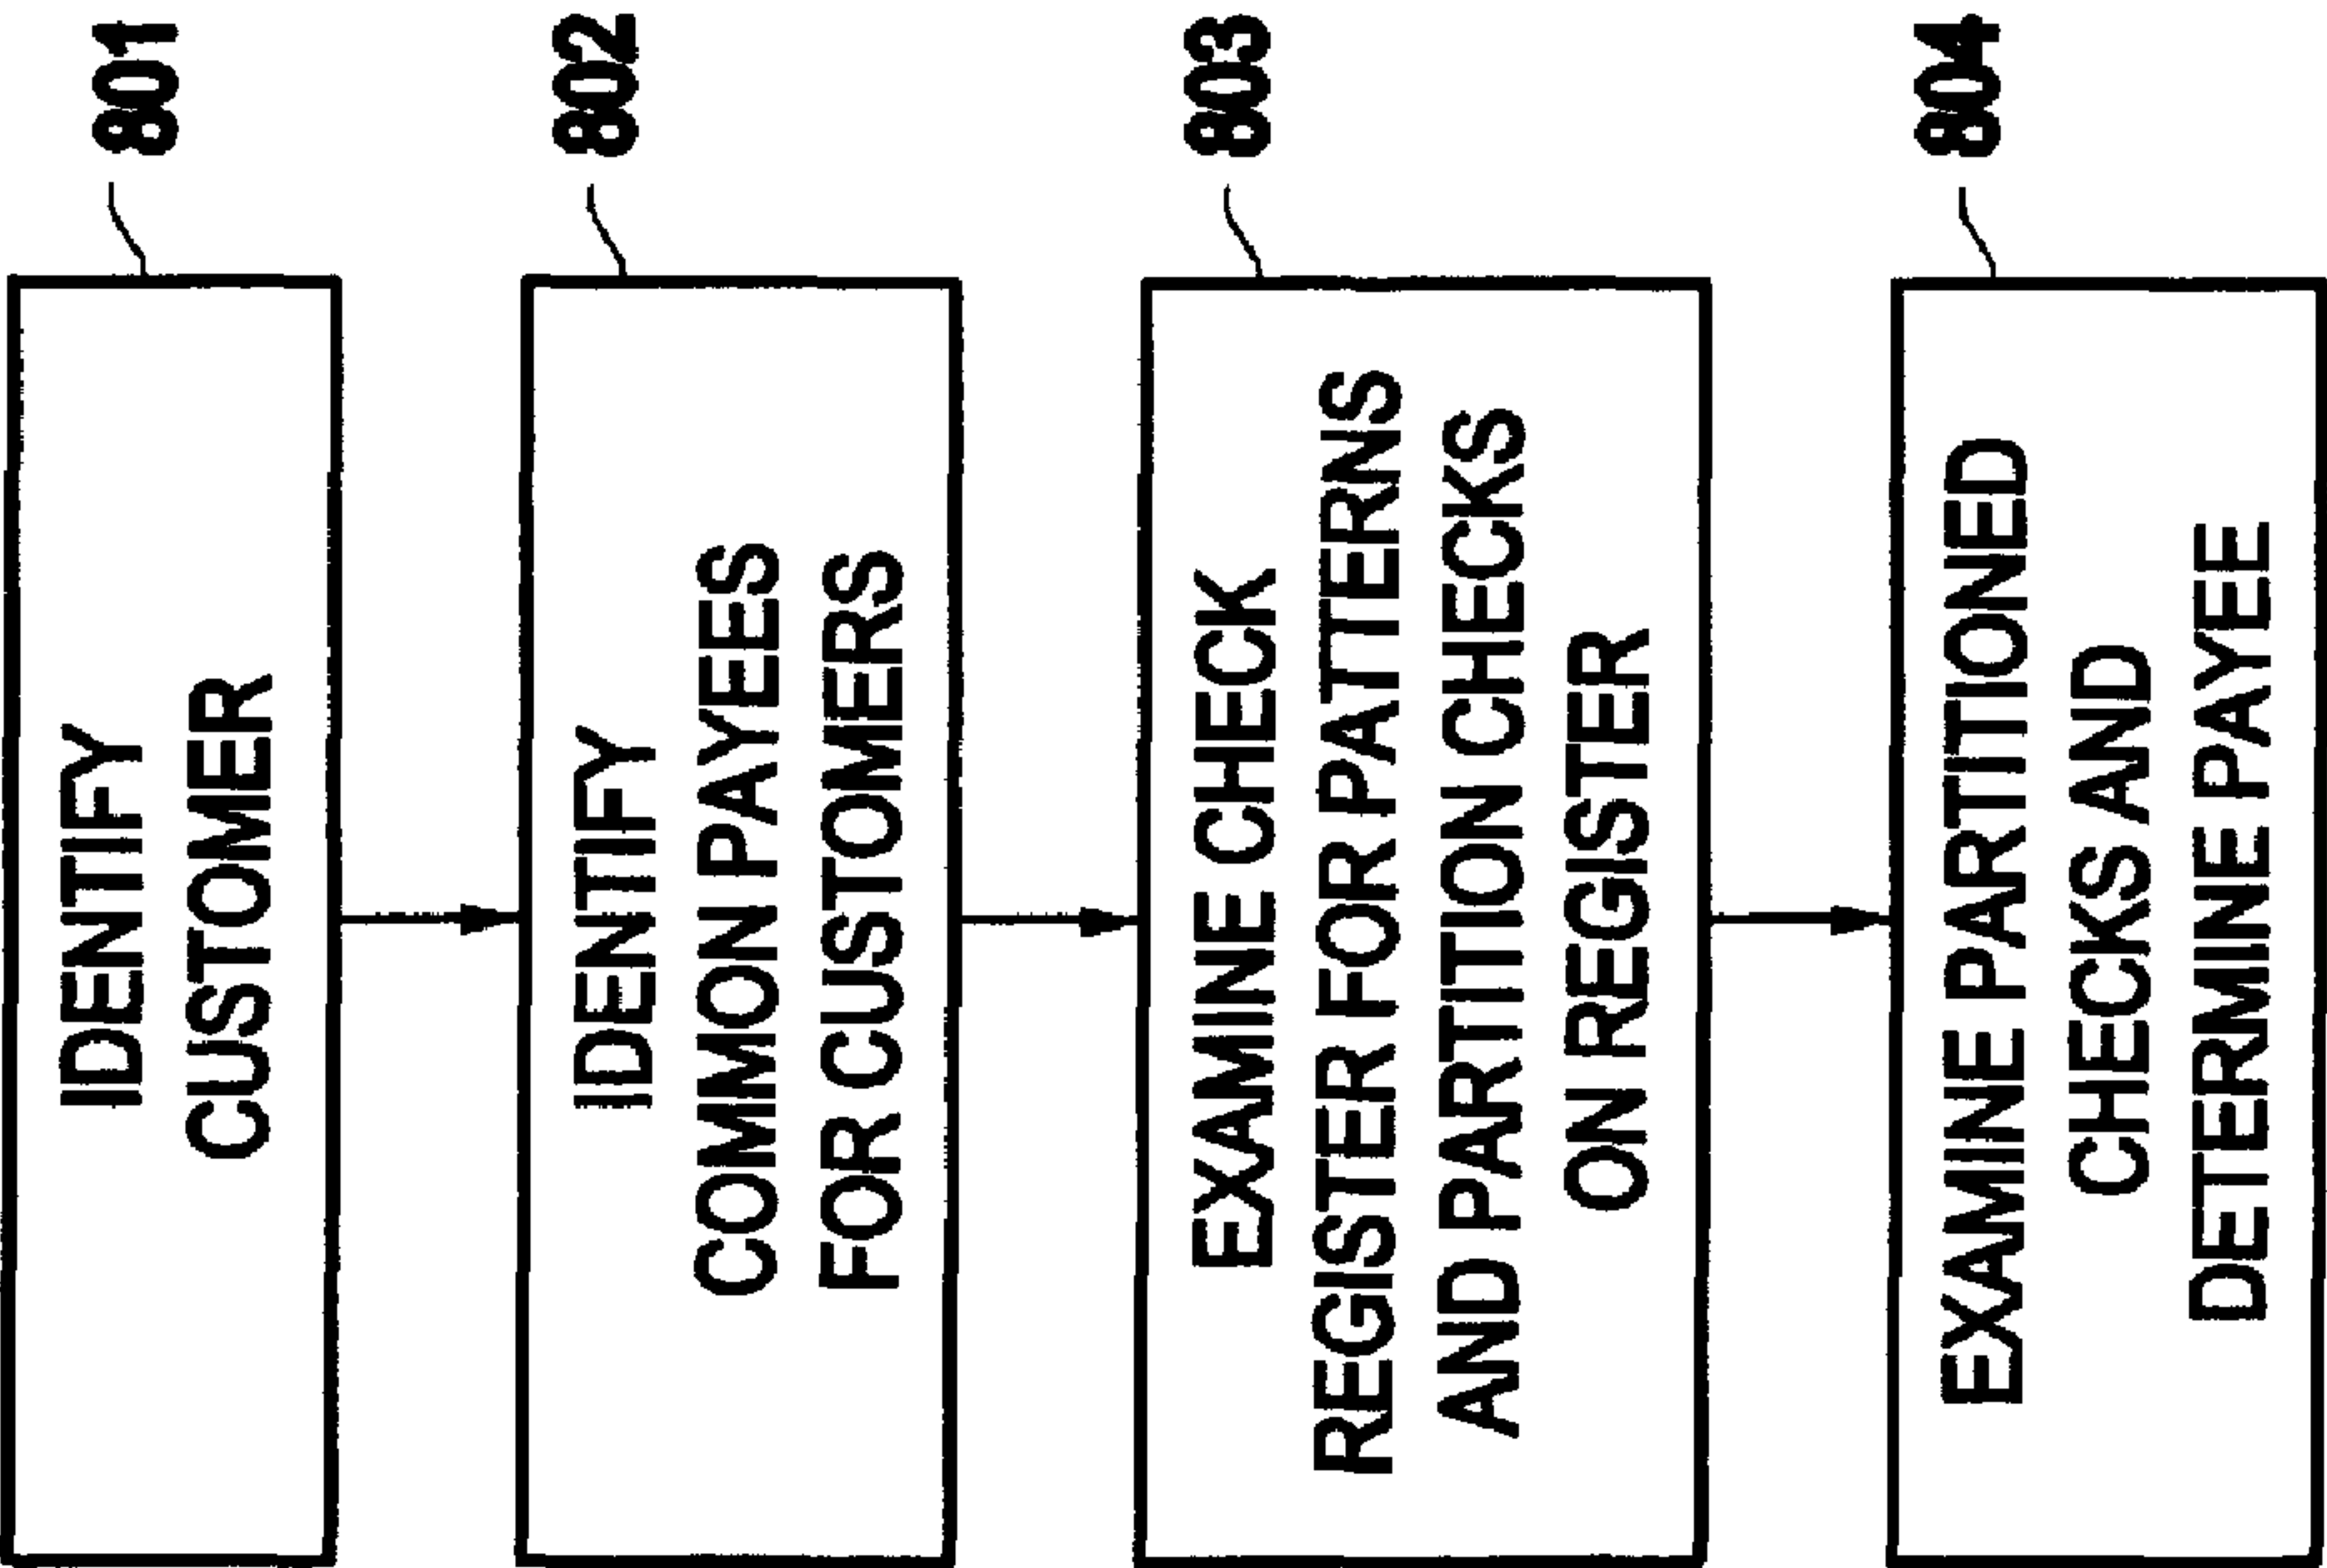 801
IDENTIFY
CUSTOMER
802
IDENTIFY
COMMON PAYEES
FOR CUSTOMERS
803
EXAMINE CHECK
REGISTER FOR PATTERNS
AND PARTITION CHECKS
ON REGISTER
804
EXAMINE PARTITIONED
CHECKS AND
DETERMINE PAYEE